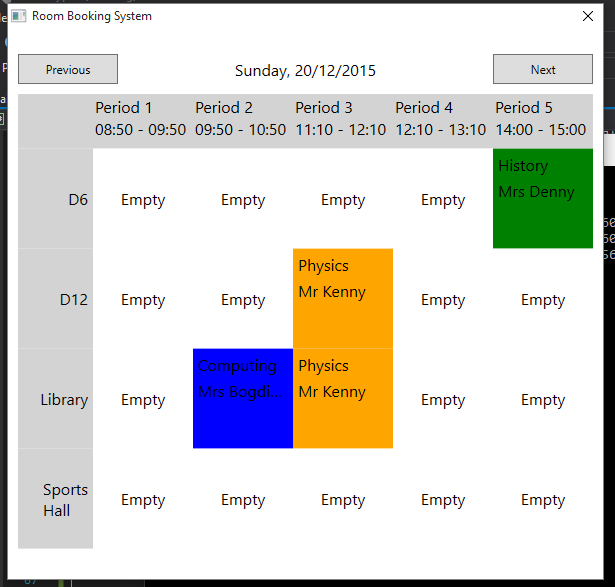 Room Booking System
Previous
Sunday, 20/12/2015
Next
Period 1
08:50 - 09:50
Period 2
09:50 - 10:50
Period 3
11:10 - 12:10
Period 4
12:10 - 13:10
Period 5
14:00 - 15:00
D6
Empty
Empty
Empty
Empty
History
Mrs Denny
D12
Empty
Empty
Physics
Mr Kenny
Empty
Empty
Library
Empty
Computing
Mrs Bogdi...
Physics
Mr Kenny
Empty
Empty
Sports
Hall
Empty
Empty
Empty
Empty
Empty